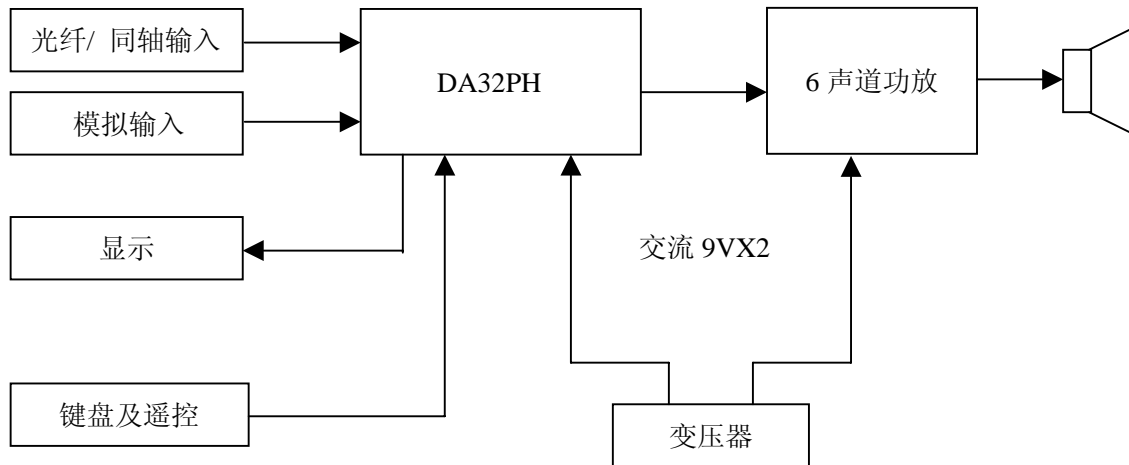 光纤/ 同轴输入
DA32PH
6 声道功放
模拟输入
显示
交流 9VX2
键盘及遥控
变压器